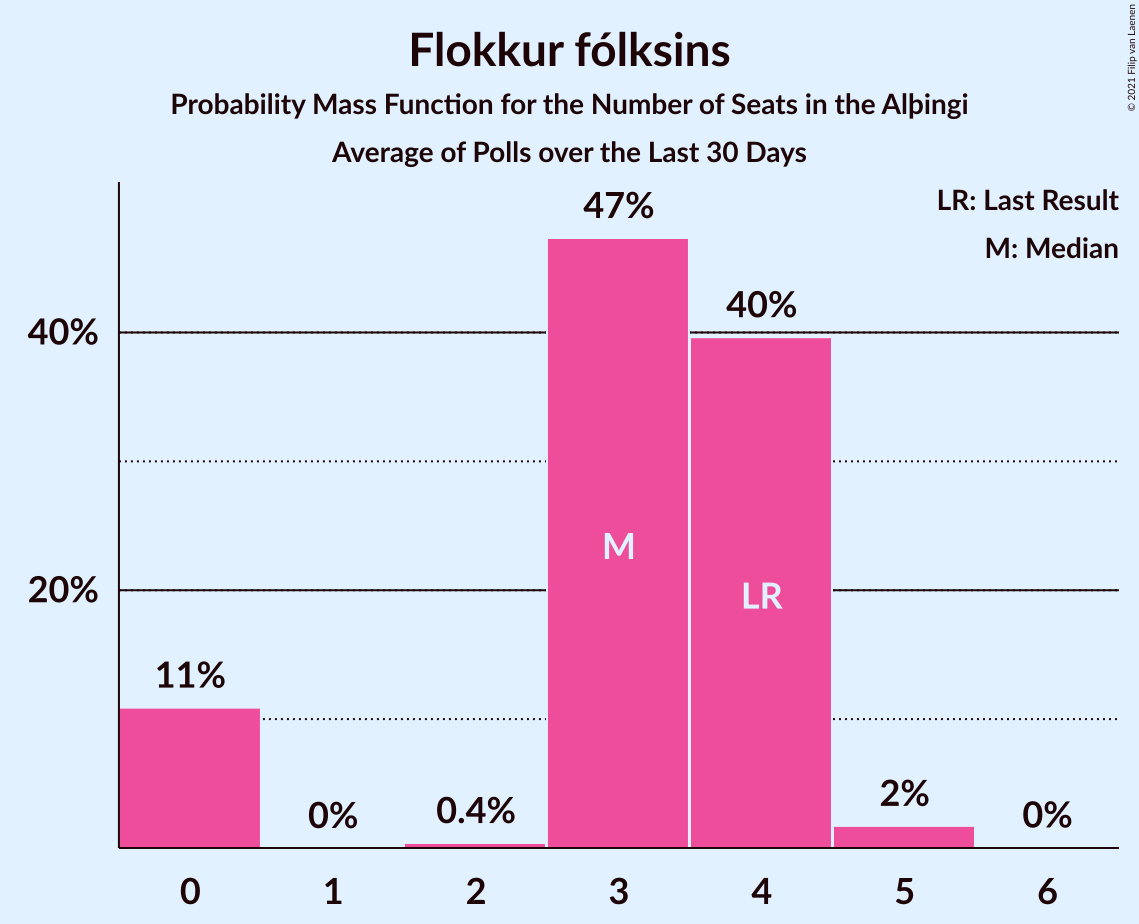 Flokkur fólksins
Probability Mass Function for the Number of Seats in the Alþingi
Average of Polls over the Last 30 Days
© 2021 Filip van Laenen
LR: Last Result
M: Median
47%
40%
40%
M
LR
20%
11%
0%
0.4%
2%
0%
0 1 2 3 4 5 6